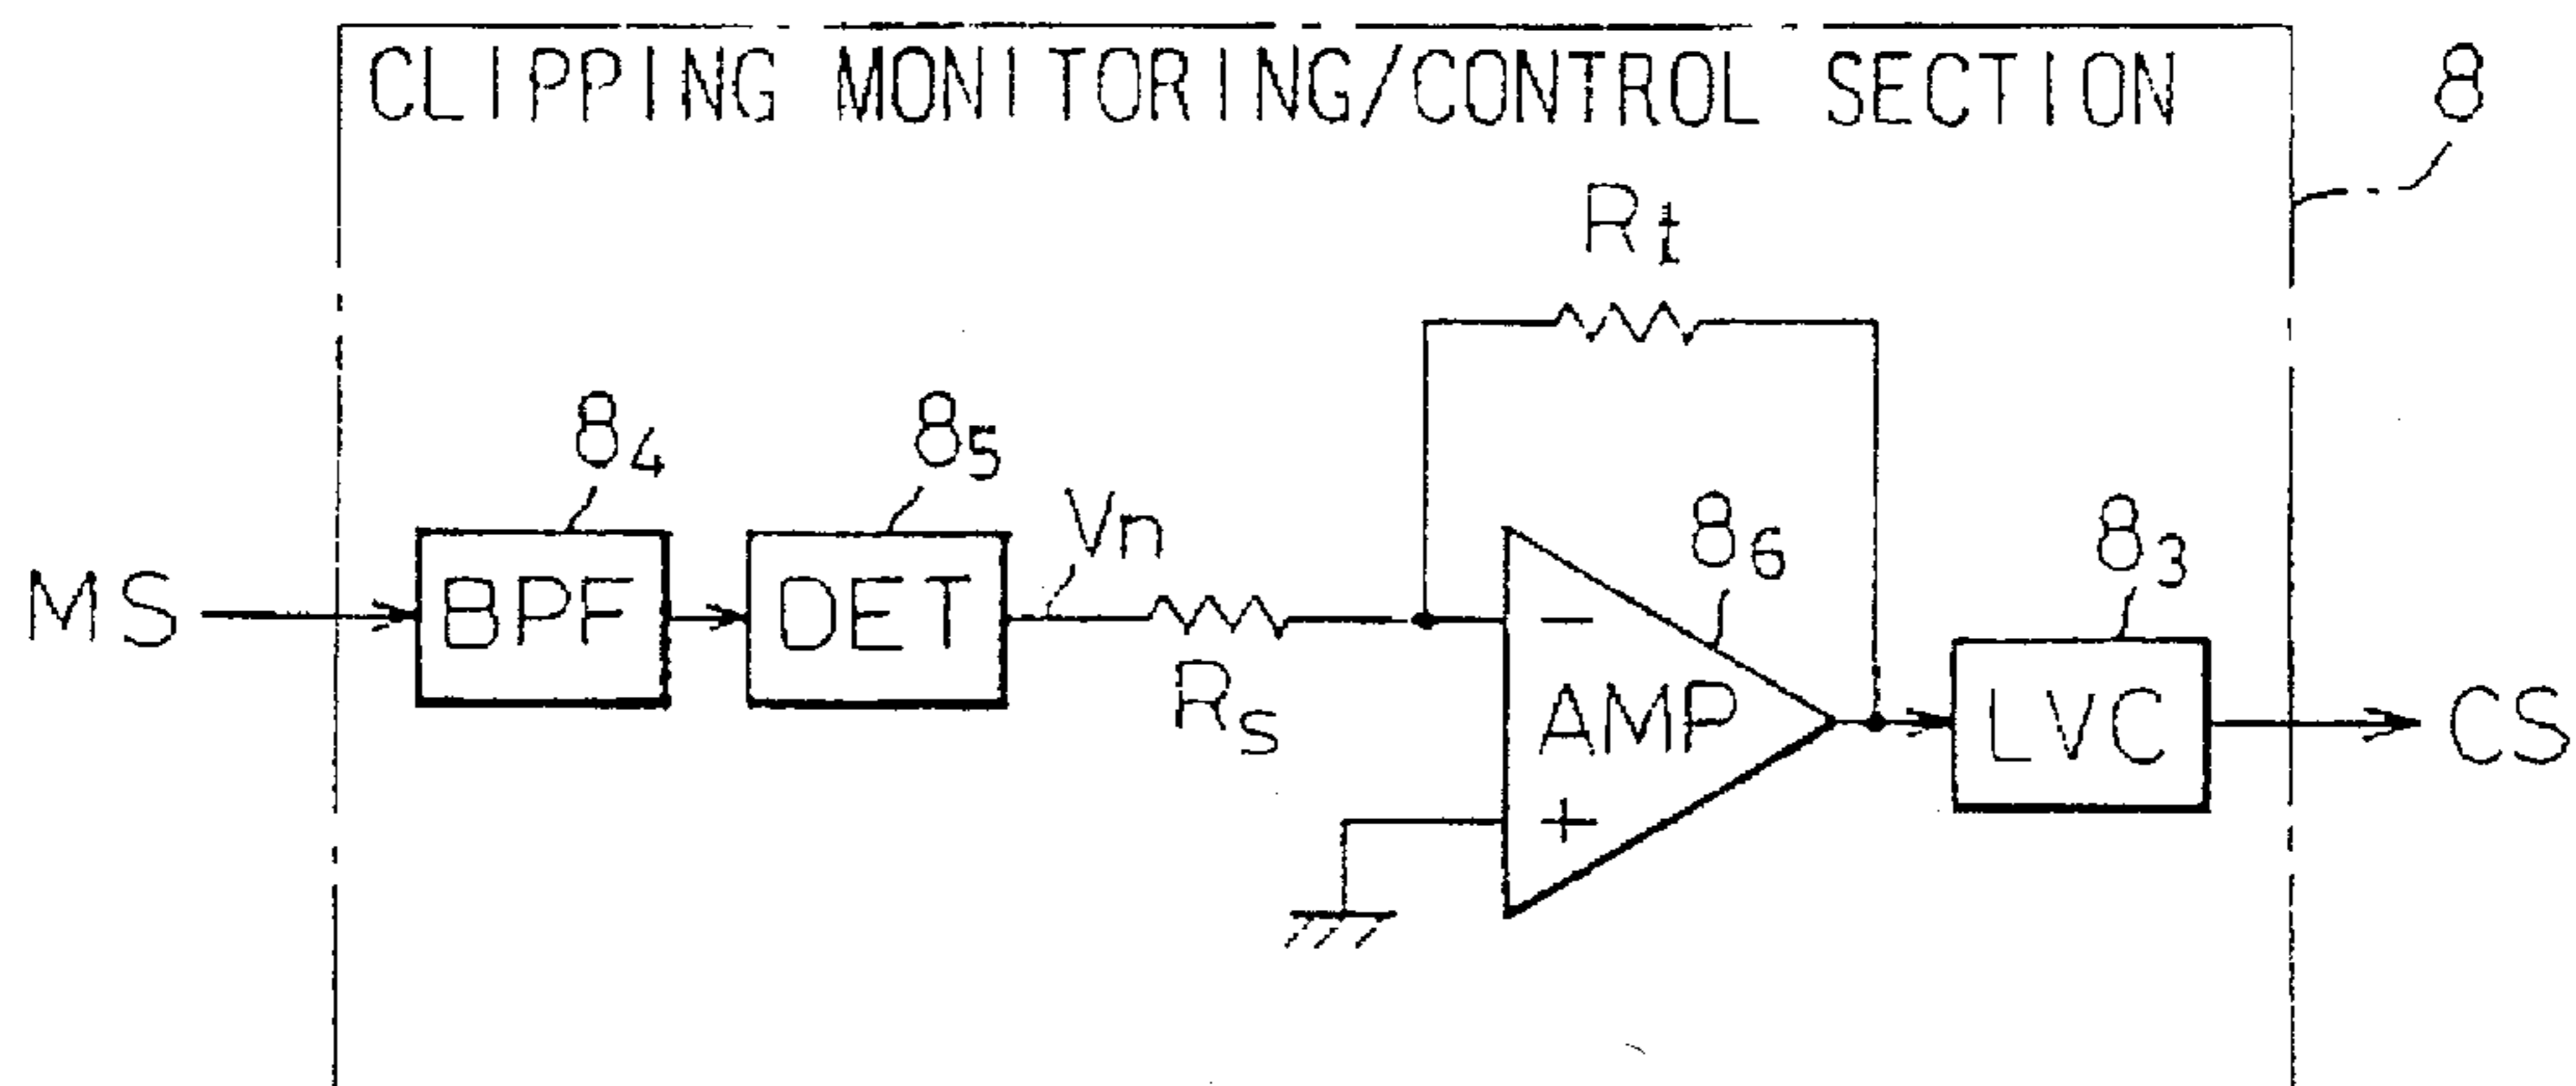 CLIPPING MONITORING/CONTROL SECTION
8
Rt
84
85
Vn
86
83
MS
BPF
DET
Rs
−
AMP
+
LVC
CS